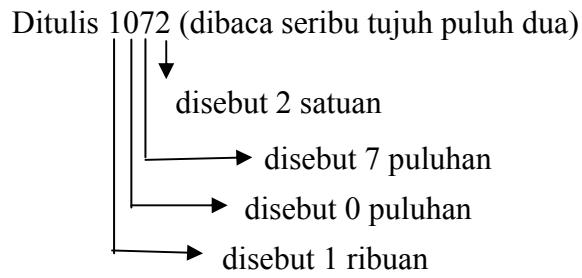 Ditulis 1072 (dibaca seribu tujuh puluh dua)
disebut 2 satuan
disebut 7 puluhan
disebut 0 puluhan
disebut 1 ribuan